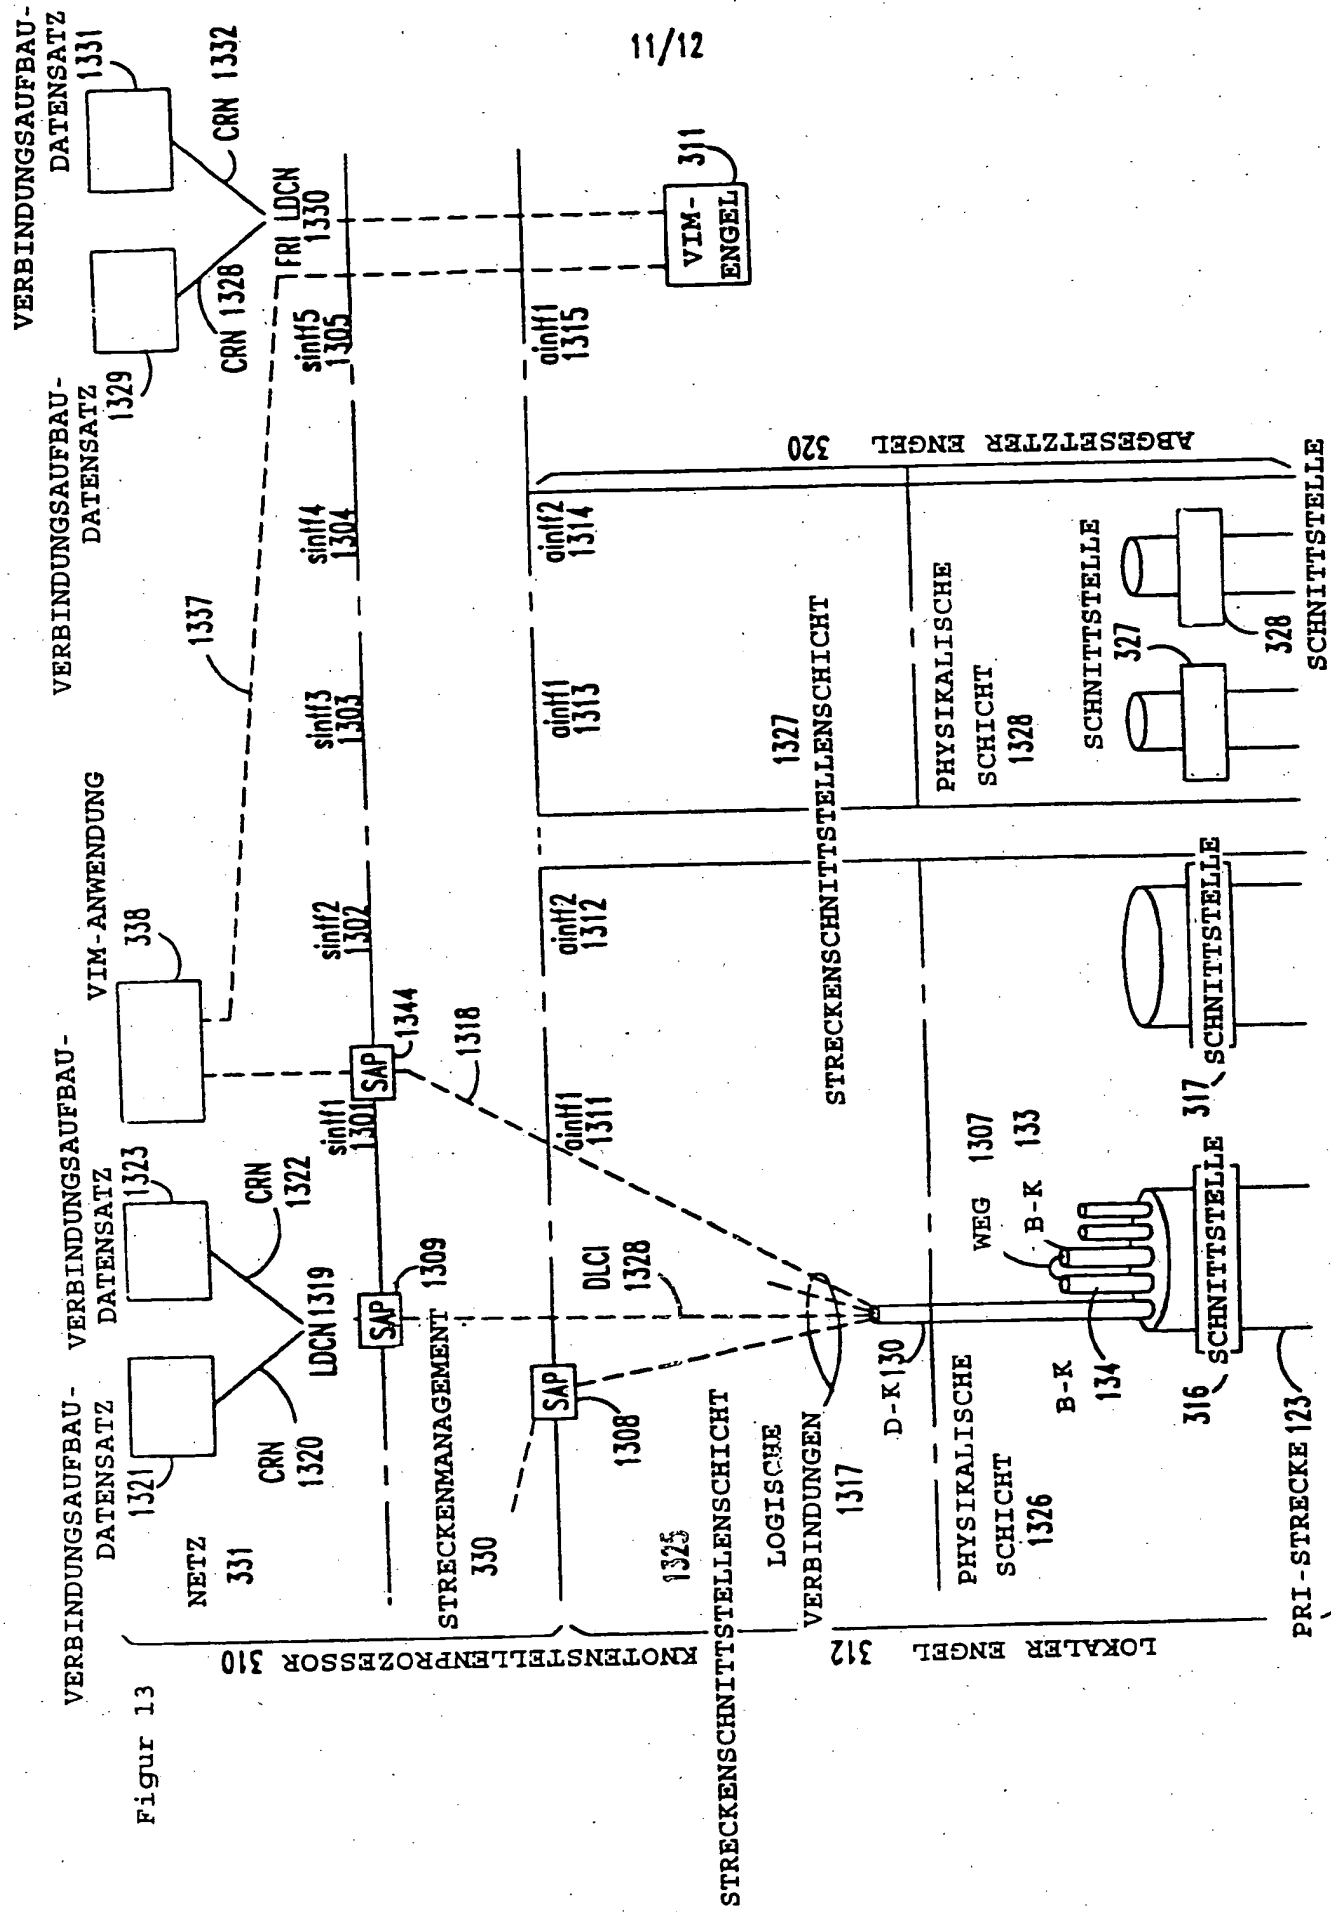 11/12
Figur 13
VERBINDUNGSAUFBAU-
DATENSATZ
1321
CRN
1320
VERBINDUNGSAUFBAU-
DATENSATZ
1323
CRN
1322
LDCN 1319
VIM-ANWENDUNG
338
1337
VERBINDUNGSAUFBAU-
DATENSATZ
1329
CRN 1328
VERBINDUNGSAUFBAU-
DATENSATZ
1331
CRN 1332
FRI LDCN
1330
NETZ
331
SAP
1309
sintf1
1301
SAP
1344
sintf2
1302
sintf3
1303
sintf4
1304
sintf5
1305
KNOTENSTELLENPROZESSOR 310
STRECKENMANAGEMENT
330
1318
SAP
1308
DLCI
1328
aintf1
1311
aintf2
1312
aintf1
1313
aintf2
1314
aintf1
1315
VIM-
ENGEL
311
1325
STRECKENSCHNITTSTELLENSCHICHT
LOGISCHE
VERBINDUNGEN
1317
1327
STRECKENSCHNITTSTELLENSCHICHT
ABGESETZTER ENGEL 320
LOKALER ENGEL 312
D-K 130
PHYSIKALISCHE
SCHICHT
1326
WEG 1307
B-K 133
B-K
134
PHYSIKALISCHE
SCHICHT
1328
SCHNITTSTELLE
327
328
SCHNITTSTELLE
316 SCHNITTSTELLE
317 SCHNITTSTELLE
PRI-STRECKE 123